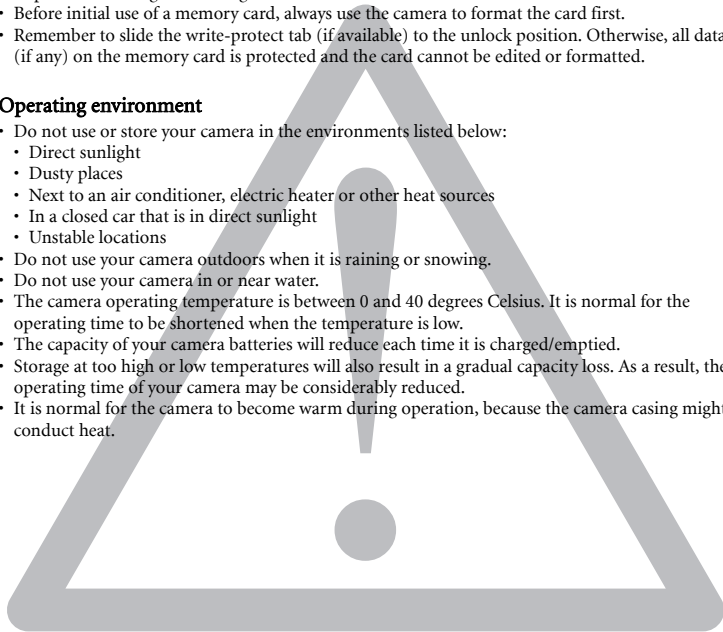 • Before initial use of a memory card, always use the camera to format the card first.
• Remember to slide the write-protect tab (if available) to the unlock position. Otherwise, all data
(if any) on the memory card is protected and the card cannot be edited or formatted.
Operating environment
• Do not use or store your camera in the environments listed below:
• Direct sunlight
• Dusty places
• Next to an air conditioner, electric heater or other heat sources
• In a closed car that is in direct sunlight
• Unstable locations
• Do not use your camera outdoors when it is raining or snowing.
• Do not use your camera in or near water.
• The camera operating temperature is between 0 and 40 degrees Celsius. It is normal for the
operating time to be shortened when the temperature is low.
• The capacity of your camera batteries will reduce each time it is charged/emptied.
• Storage at too high or low temperatures will also result in a gradual capacity loss. As a result, the
operating time of your camera may be considerably reduced.
• It is normal for the camera to become warm during operation, because the camera casing might
conduct heat.